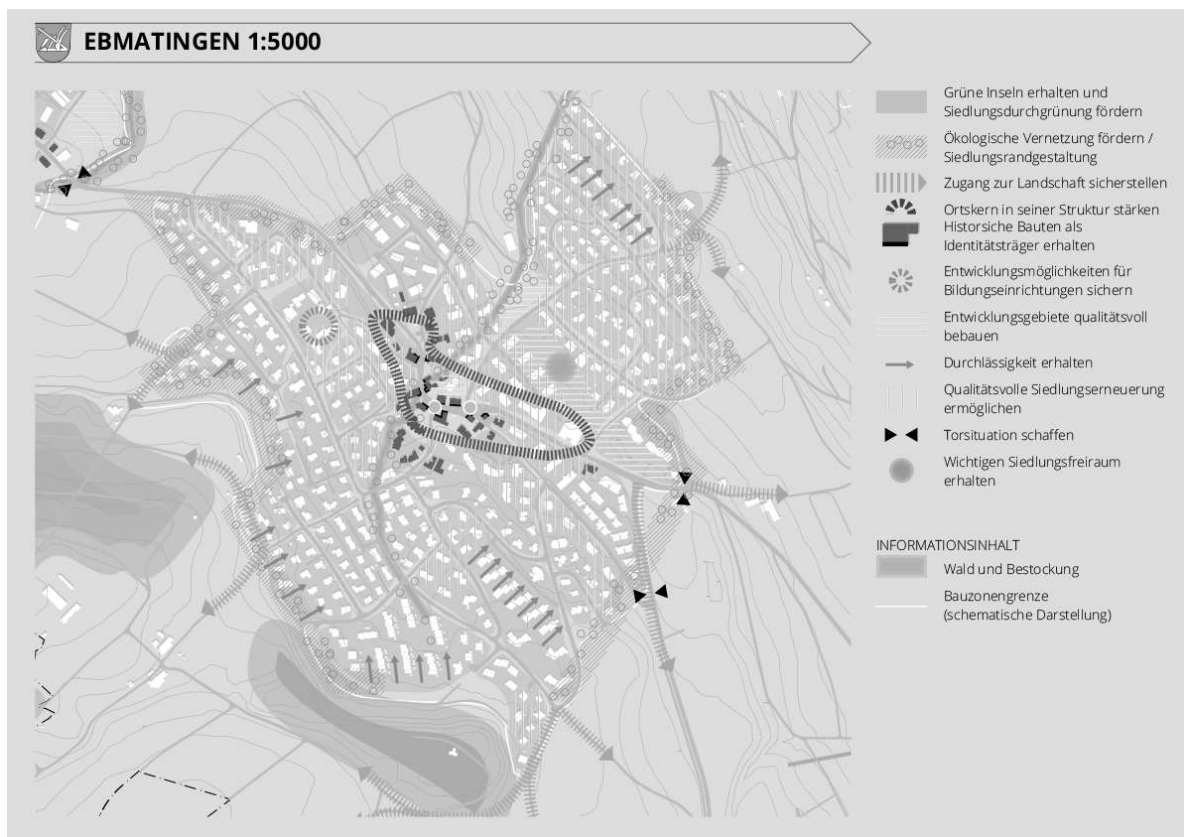 EBMATINGEN 1:5000
Grüne Inseln erhalten und
Siedlungsdurchgrünung fördern
Ökologische Vernetzung fördern /
Siedlungsrandgestaltung
Zugang zur Landschaft sicherstellen
Ortskern in seiner Struktur stärken
Historsiche Bauten als
Identitätsträger erhalten
Entwicklungsmöglichkeiten für
Bildungseinrichtungen sichern
Entwicklungsgebiete qualitätsvoll
bebauen
Durchlässigkeit erhalten
Qualitätsvolle Siedlungserneuerung
ermöglichen
Torsituation schaffen
Wichtigen Siedlungsfreiraum
erhalten
INFORMATIONSINHALT
Wald und Bestockung
Bauzonengrenze
(schematische Darstellung)